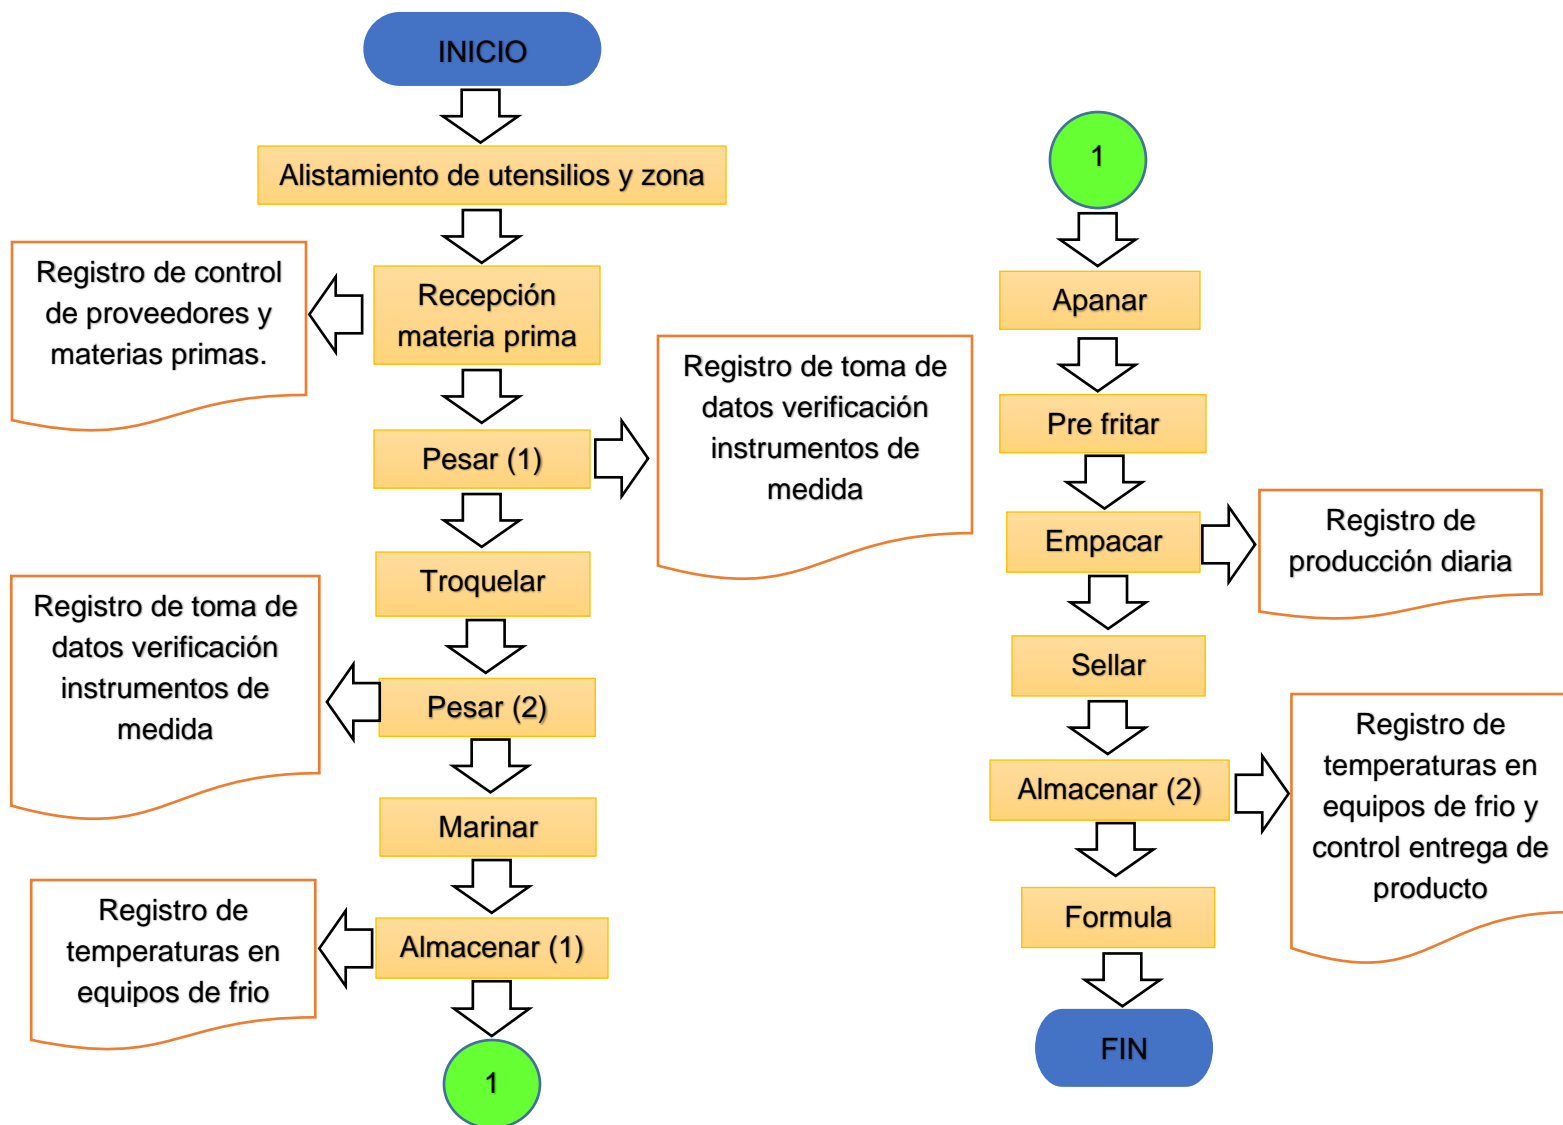 INICIO
Alistamiento de utensilios y zona
Registro de control
de proveedores y
materias primas.
Recepción
materia prima
Registro de toma de
datos verificación
instrumentos de
medida
Pesar (1)
Troquelar
Registro de toma de
datos verificación
instrumentos de
medida
Pesar (2)
Marinar
Registro de
temperaturas en
equipos de frio
Almacenar (1)
1
1
Apanar
Pre fritar
Empacar
Registro de
producción diaria
Sellar
Almacenar (2)
Registro de
temperaturas en
equipos de frio y
control entrega de
producto
Formula
FIN